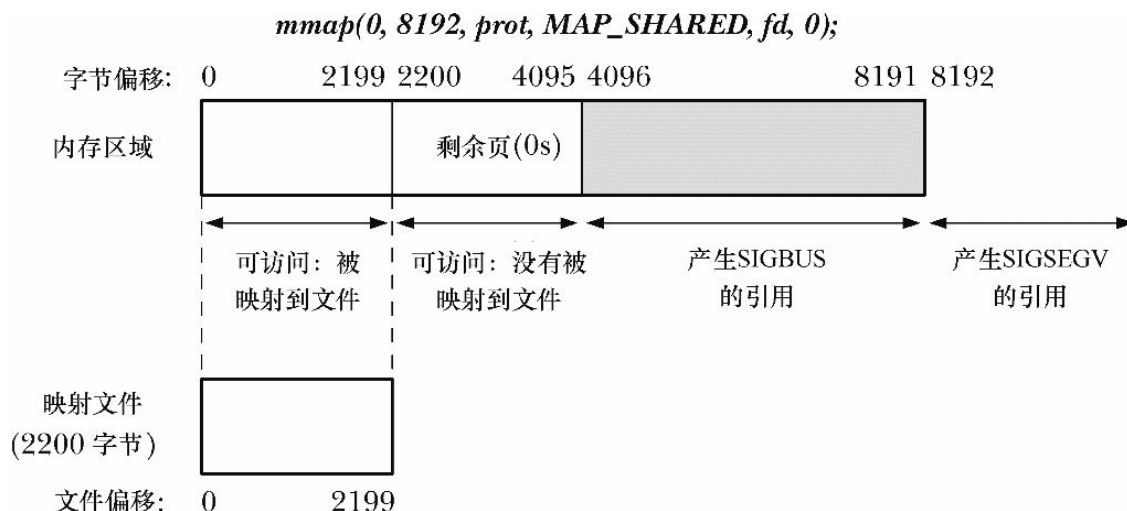 mmap(0, 8192, prot, MAP_SHARED, fd, 0);
字节偏移: 0 2199 2200 4095 4096 8191 8192
内存区域 剩余页(0s)
可访问：被 可访问：没有被 产生SIGBUS 产生SIGSEGV
映射到文件 映射到文件 的引用 的引用
映射文件
(2200 字节)
文件偏移: 0 2199